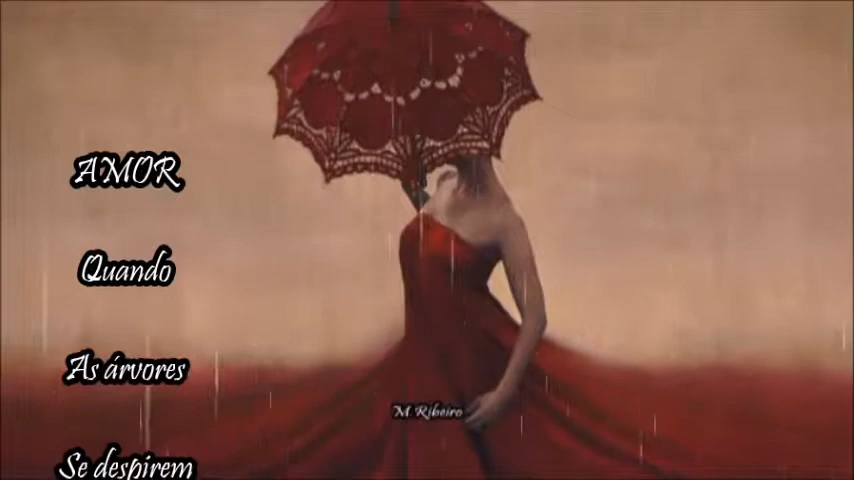 AMOR
Quando
As árvores
Se despirem
M Ribeiro